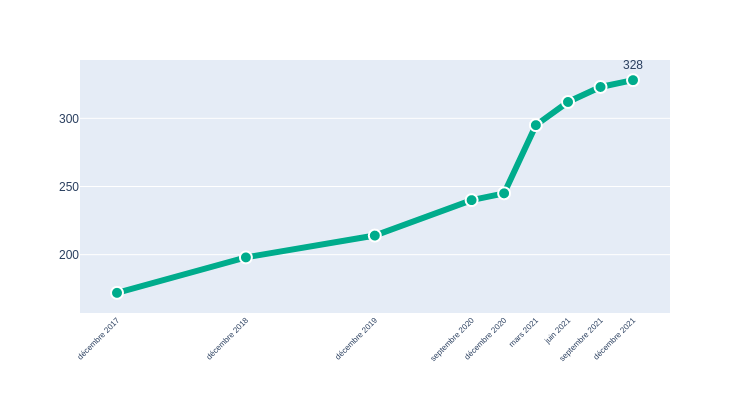 328
300
250
200
décembre 2017
décembre 2018
décembre 2019
septembre 2020
décembre 2020
mars 2021
juin 2021
septembre 2021
décembre 2021